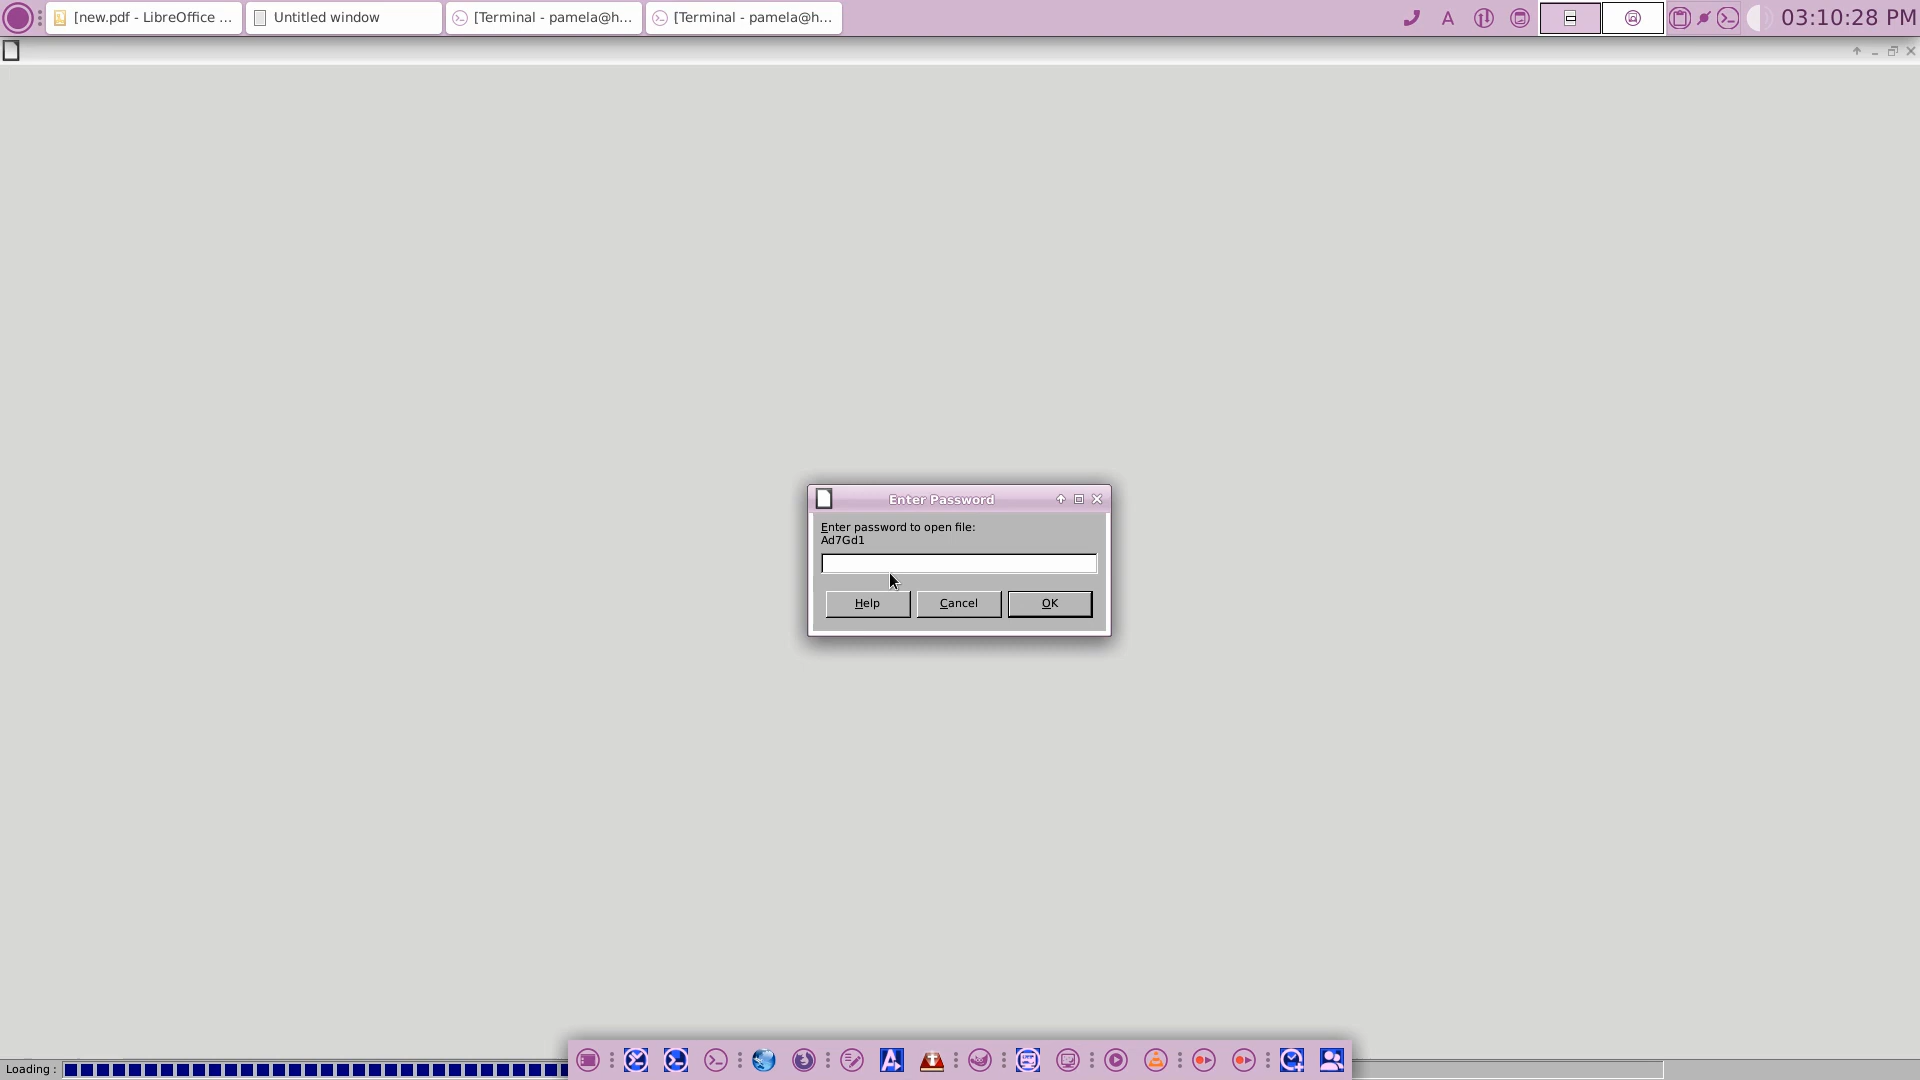 [new.pdf - LibreOffice ...
Untitled window
[Terminal - pamela@h...
[Terminal - pamela@h...
A
03:10:28 PM
Enter Password
Enter password to open file:
Ad7Gd1
Help
Cancel
OK
Loading :